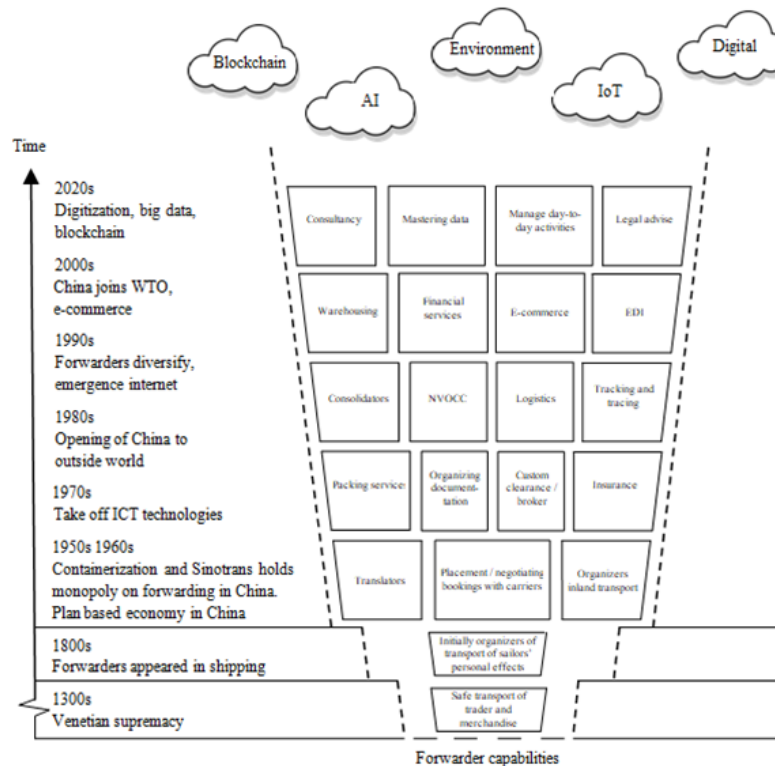 Blockchain
Environment
Digital
AI
IoT
Time
2020s
Digitization, big data,
blockchain
Consultancy
Mastering data
Manage day-to-
day activities
Legal advise
2000s
China joins WTO,
e-commerce
Warehousing
Financial
services
E-commerce
EDI
1990s
Forwarders diversify,
emergence internet
Consolidators
NVOCC
Logistics
Tracking and
tracing
1980s
Opening of China to
outside world
Packing services
Organizing
documen-
tation
Custom
clearance /
broker
Insurance
1970s
Take off ICT technologies
1950s 1960s
Containerization and Sinotrans holds
monopoly on forwarding in China.
Plan based economy in China
Translators
Placement / negotiating
bookings with carriers
Organizers
inland transport
1800s
Forwarders appeared in shipping
Initially organizers of
transport of sailors'
personal effects
1300s
Venetian supremacy
Safe transport of
trader and
merchandise
Forwarder capabilities